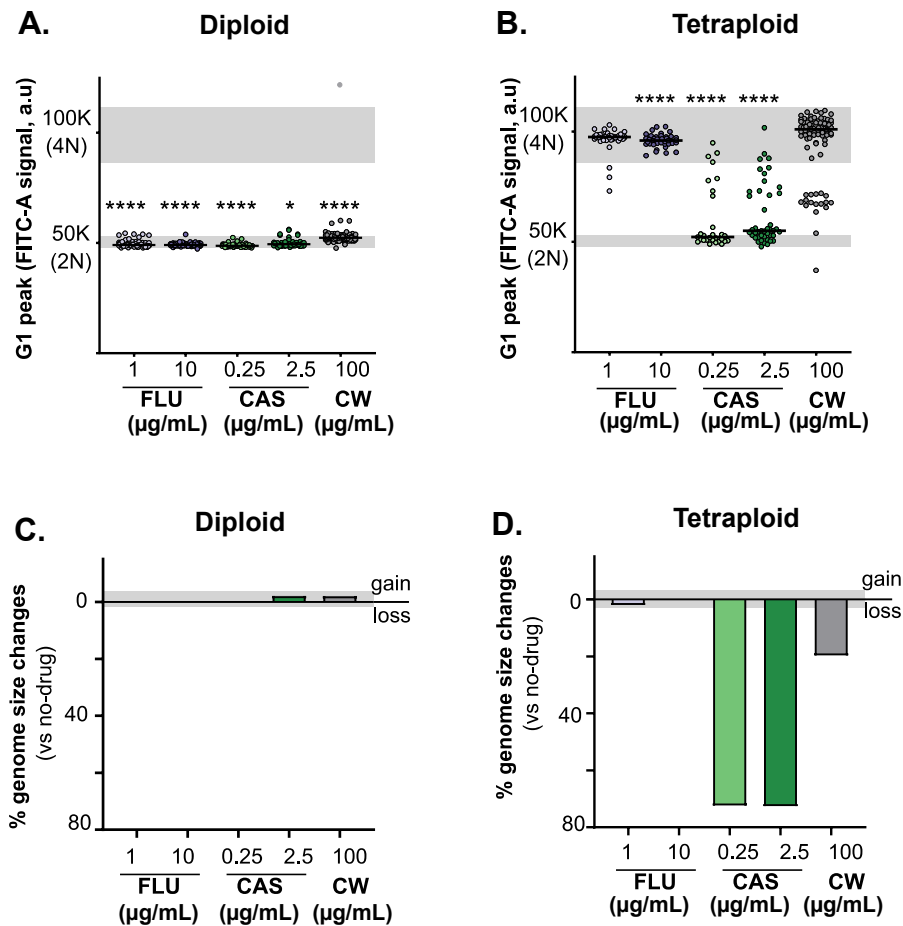 A.
Diploid
G1 peak (FITC-A signal, a.u)
100K
(4N)
50K
(2N)
**** **** **** * ****
1 10 0.25 2.5 100
FLU CAS CW
(µg/mL) (µg/mL) (µg/mL)
B.
Tetraploid
G1 peak (FITC-A signal, a.u)
100K
(4N)
50K
(2N)
**** **** ****
1 10 0.25 2.5 100
FLU CAS CW
(µg/mL) (µg/mL) (µg/mL)
C.
Diploid
% genome size changes
(vs no-drug)
0
40
80
gain
loss
1 10 0.25 2.5 100
FLU CAS CW
(µg/mL) (µg/mL) (µg/mL)
D.
Tetraploid
% genome size changes
(vs no-drug)
0
40
80
gain
loss
1 10 0.25 2.5 100
FLU CAS CW
(µg/mL) (µg/mL) (µg/mL)